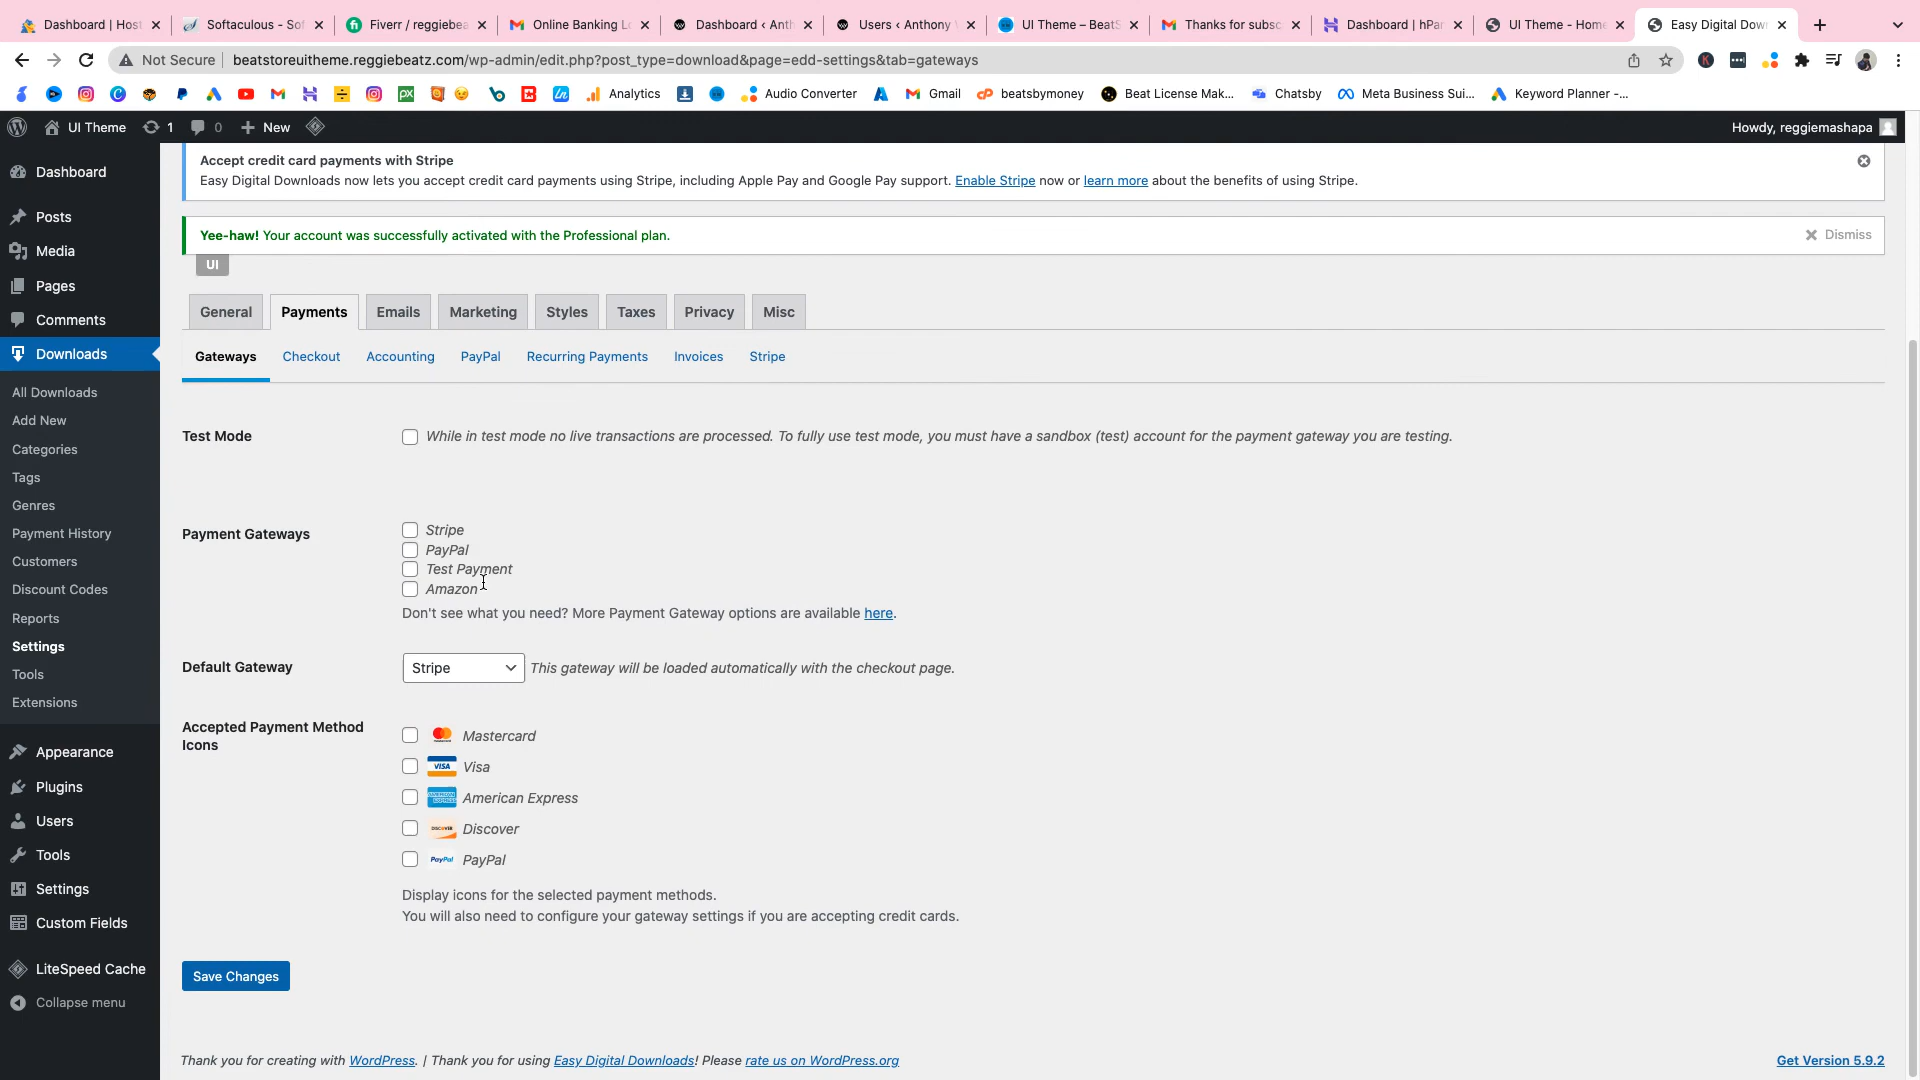 Dashboard | Host
Softaculous - Sof
Fiverr / reggiebea
Online Banking Lo
Dashboard ‹ Anth
Users ‹ Anthony
UI Theme – BeatS
Thanks for subsc
Dashboard | hPan
UI Theme - Home
Easy Digital Down
Not Secure | beatstoreuitheme.reggiebeatz.com/wp-admin/edit.php?post_type=download&page=edd-settings&tab=gateways
Analytics
Audio Converter
Gmail
beatsbymoney
Beat License Mak...
Chatsby
Meta Business Sui...
Keyword Planner -...
UI Theme 1 0 + New
Howdy, reggiemashapa
Dashboard
Posts
Media
Pages
Comments
Downloads
All Downloads
Add New
Categories
Tags
Genres
Payment History
Customers
Discount Codes
Reports
Settings
Tools
Extensions
Appearance
Plugins
Users
Tools
Settings
Custom Fields
LiteSpeed Cache
Collapse menu
Accept credit card payments with Stripe
Easy Digital Downloads now lets you accept credit card payments using Stripe, including Apple Pay and Google Pay support. Enable Stripe now or learn more about the benefits of using Stripe.
Yee-haw! Your account was successfully activated with the Professional plan.
Dismiss
UI
General Payments Emails Marketing Styles Taxes Privacy Misc
Gateways Checkout Accounting PayPal Recurring Payments Invoices Stripe
Test Mode
While in test mode no live transactions are processed. To fully use test mode, you must have a sandbox (test) account for the payment gateway you are testing.
Payment Gateways
Stripe
PayPal
Test Payment
Amazon
Don't see what you need? More Payment Gateway options are available here.
Default Gateway
Stripe
This gateway will be loaded automatically with the checkout page.
Accepted Payment Method
Icons
Mastercard
VISA Visa
American Express
DISCOVER Discover
PayPal PayPal
Display icons for the selected payment methods.
You will also need to configure your gateway settings if you are accepting credit cards.
Save Changes
Thank you for creating with WordPress. | Thank you for using Easy Digital Downloads! Please rate us on WordPress.org
Get Version 5.9.2